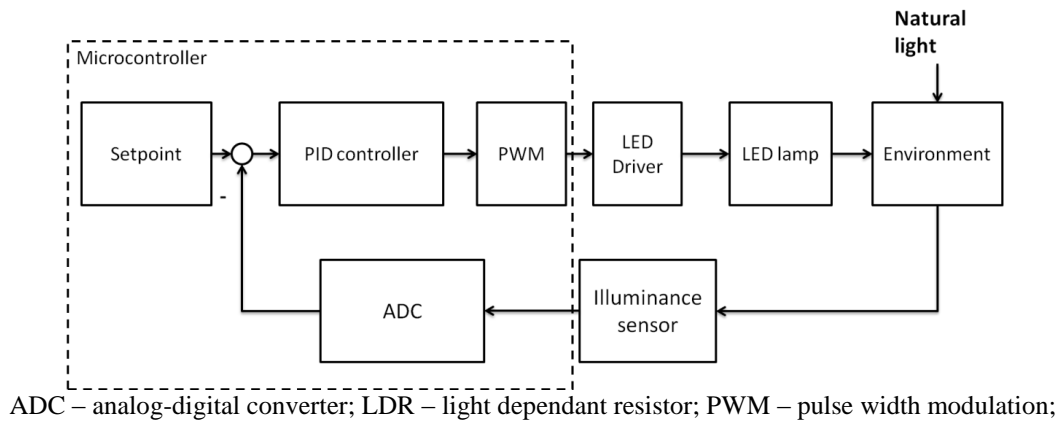 Natural
light
Microcontroller
Setpoint
PID controller
PWM
LED
Driver
LED lamp
Environment
-
ADC
Illuminance
sensor
ADC – analog-digital converter; LDR – light dependant resistor; PWM – pulse width modulation;